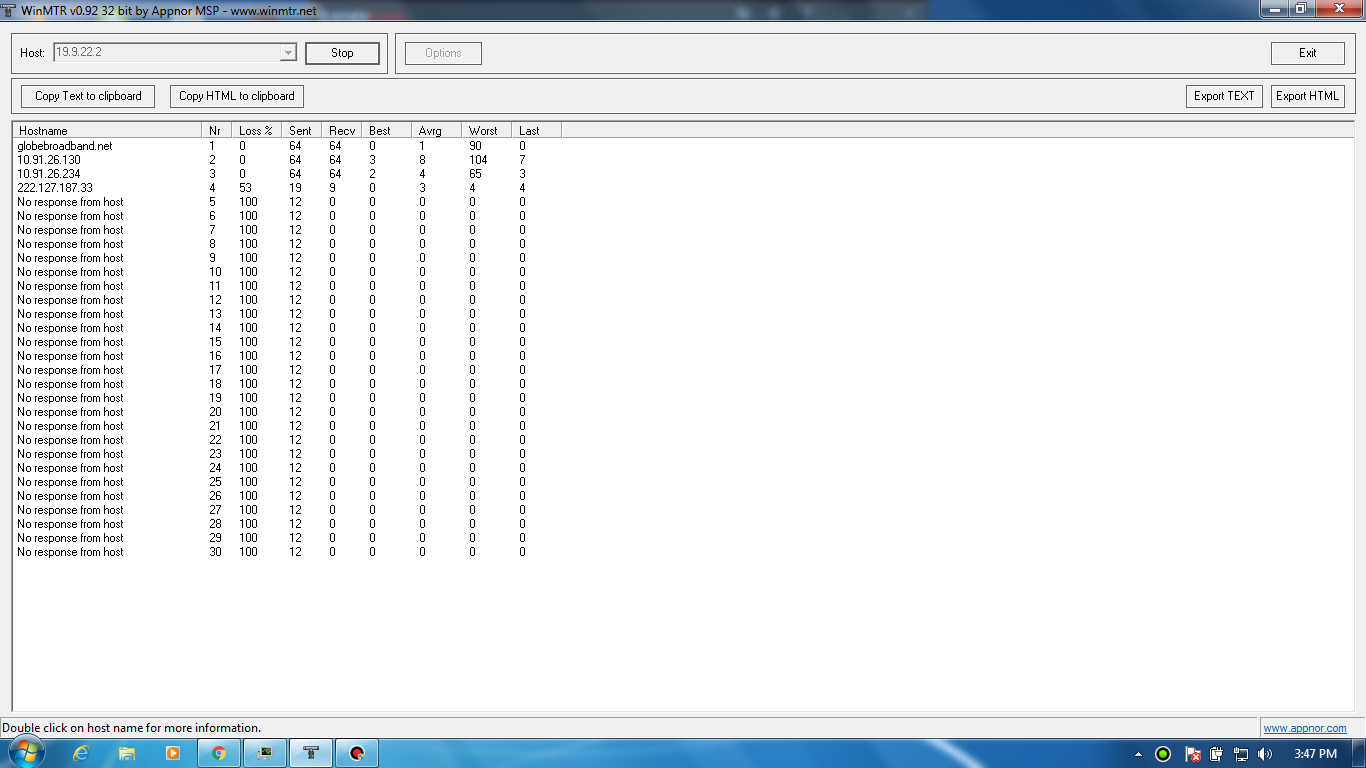 WinMTR v0.92 32 bit by Appnor MSP - www.winmtr.net
Host: 19.9.22.2 Stop Options Exit
Copy Text to clipboard Copy HTML to clipboard Export TEXT Export HTML
Hostname Nr Loss % Sent Recv Best Avrg Worst Last
globebroadband.net 1 0 64 64 0 1 90 0
10.91.26.130 2 0 64 64 3 8 104 7
10.91.26.234 3 0 64 64 2 4 65 3
222.127.187.33 4 53 19 9 0 3 4 4
No response from host 5 100 12 0 0 0 0 0
No response from host 6 100 12 0 0 0 0 0
No response from host 7 100 12 0 0 0 0 0
No response from host 8 100 12 0 0 0 0 0
No response from host 9 100 12 0 0 0 0 0
No response from host 10 100 12 0 0 0 0 0
No response from host 11 100 12 0 0 0 0 0
No response from host 12 100 12 0 0 0 0 0
No response from host 13 100 12 0 0 0 0 0
No response from host 14 100 12 0 0 0 0 0
No response from host 15 100 12 0 0 0 0 0
No response from host 16 100 12 0 0 0 0 0
No response from host 17 100 12 0 0 0 0 0
No response from host 18 100 12 0 0 0 0 0
No response from host 19 100 12 0 0 0 0 0
No response from host 20 100 12 0 0 0 0 0
No response from host 21 100 12 0 0 0 0 0
No response from host 22 100 12 0 0 0 0 0
No response from host 23 100 12 0 0 0 0 0
No response from host 24 100 12 0 0 0 0 0
No response from host 25 100 12 0 0 0 0 0
No response from host 26 100 12 0 0 0 0 0
No response from host 27 100 12 0 0 0 0 0
No response from host 28 100 12 0 0 0 0 0
No response from host 29 100 12 0 0 0 0 0
No response from host 30 100 12 0 0 0 0 0
Double click on host name for more information. www.appnor.com
3:47 PM